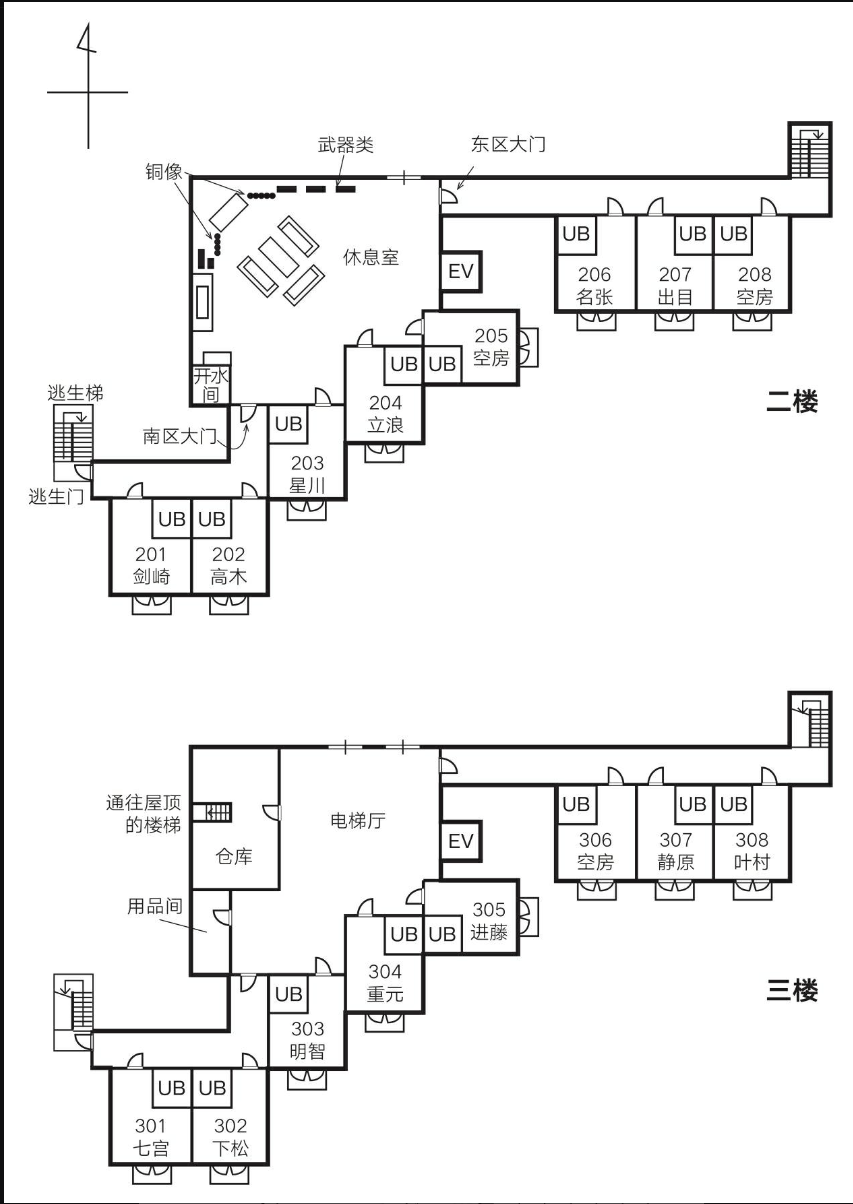 武器类
东区大门
铜像
休息室
EV
UB
UB
UB
206
名张
207
出目
208
空房
205
空房
UB
UB
开水
间
204
立浪
二楼
逃生梯
南区大门
UB
203
星川
逃生门
UB
UB
201
剑崎
202
高木
通往屋顶
的楼梯
电梯厅
仓库
EV
UB
UB
UB
306
空房
307
静原
308
叶村
用品间
305
进藤
UB
UB
304
重元
三楼
UB
303
明智
UB
UB
301
七宫
302
下松